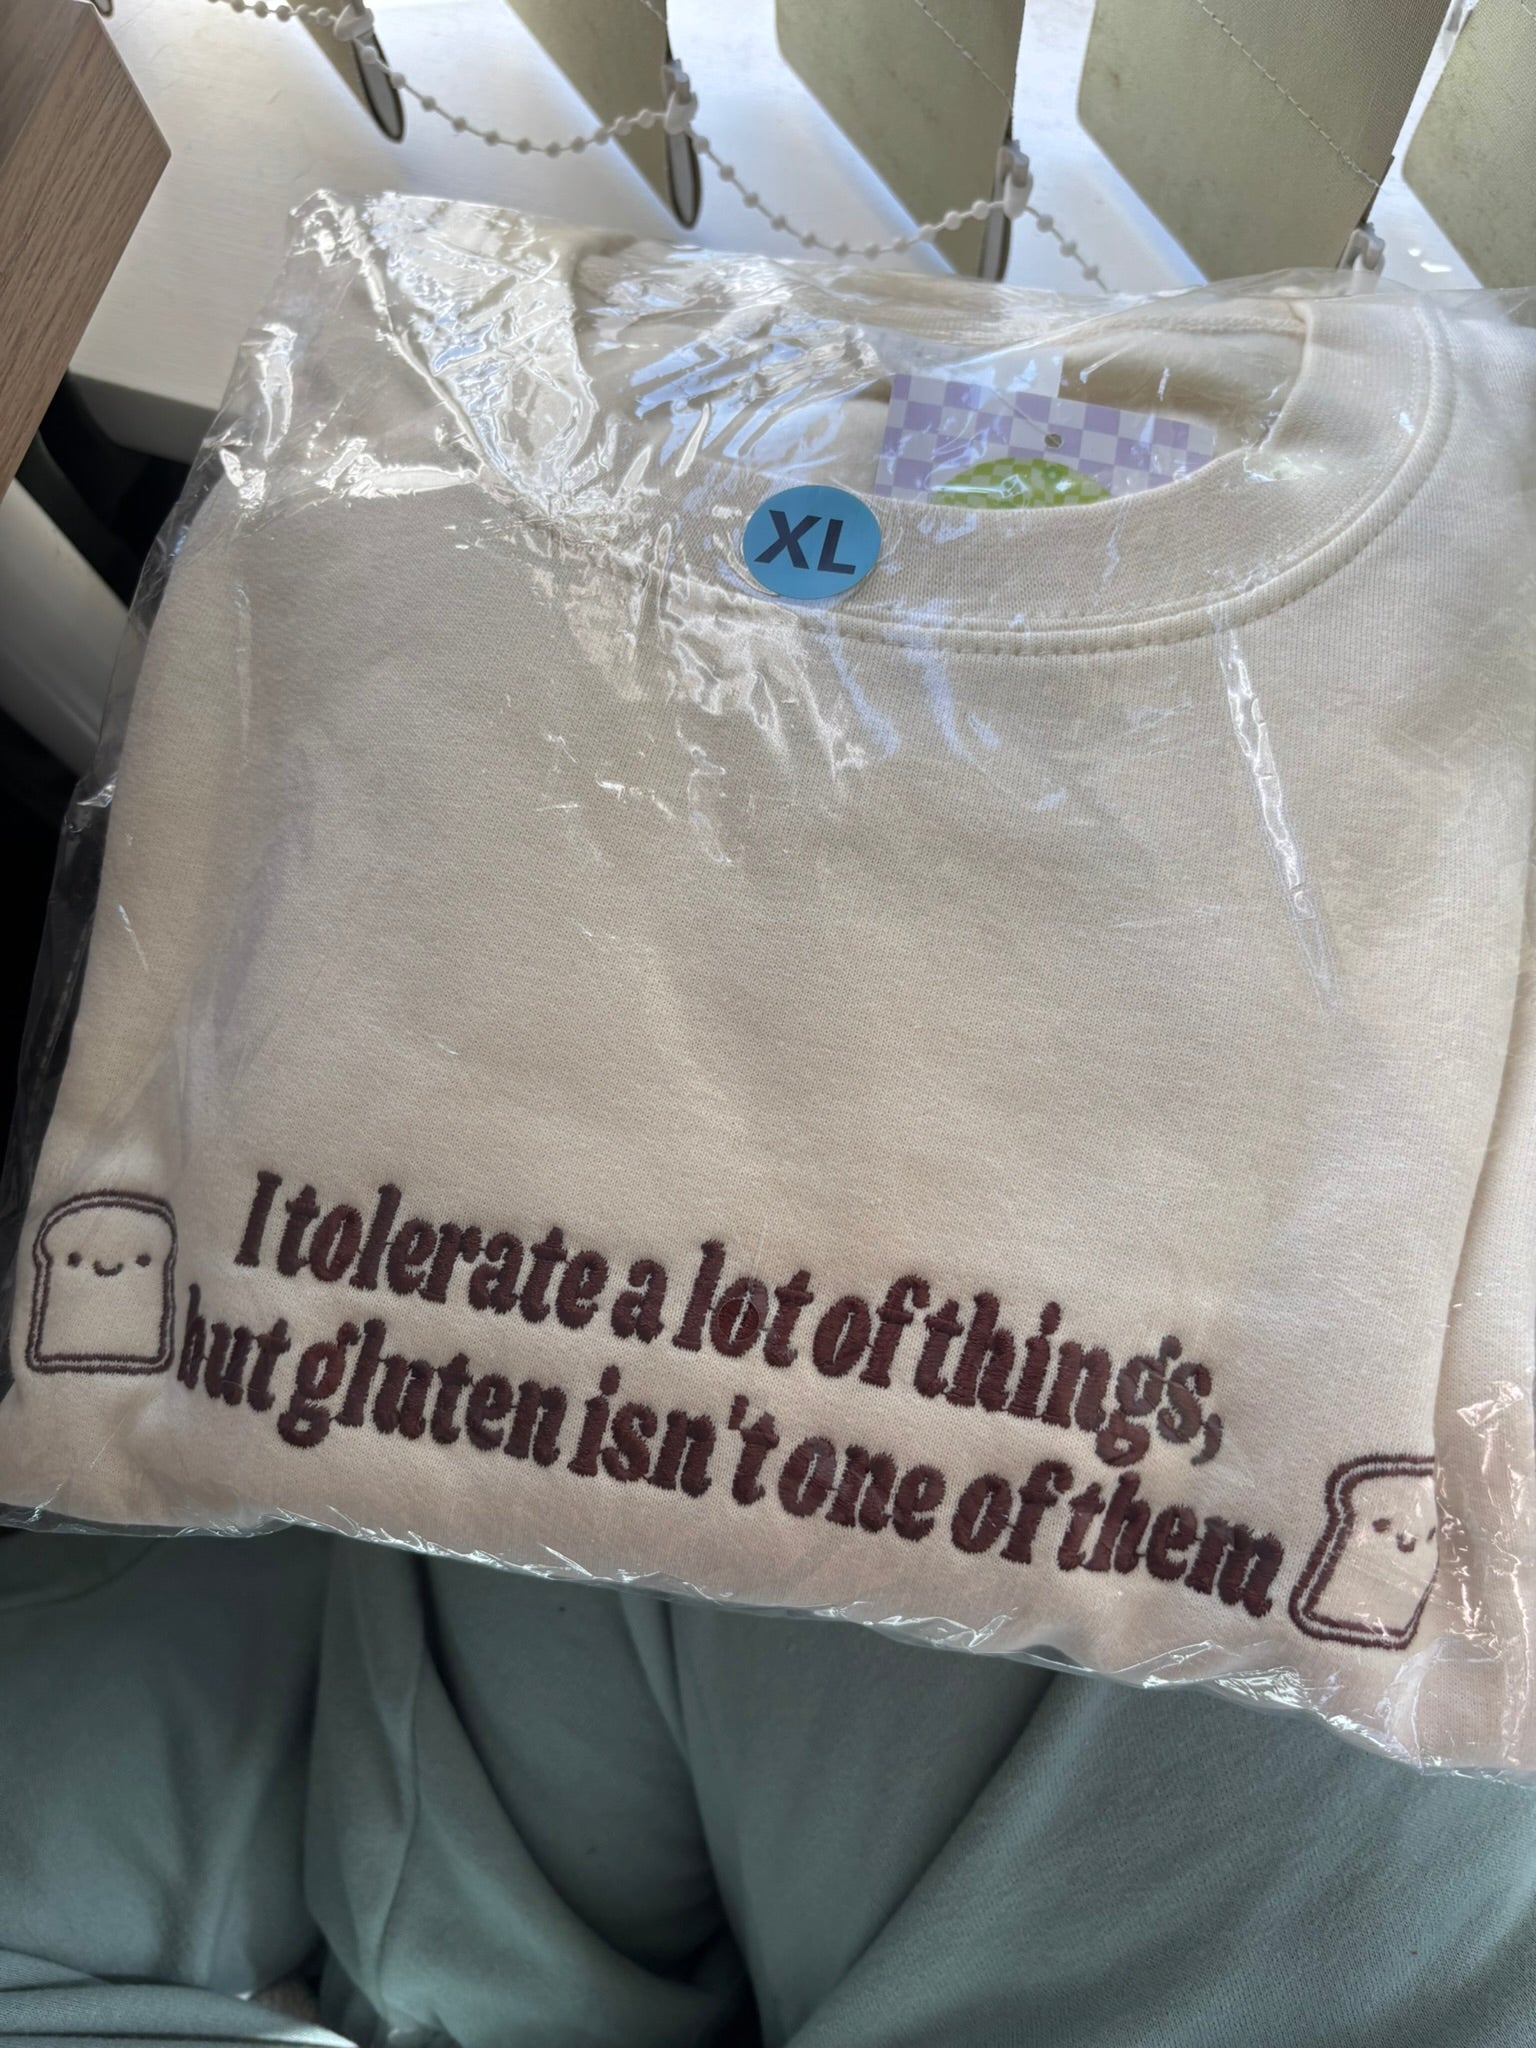 XL
I tolerate a lot of things,
but gluten isn't one of them